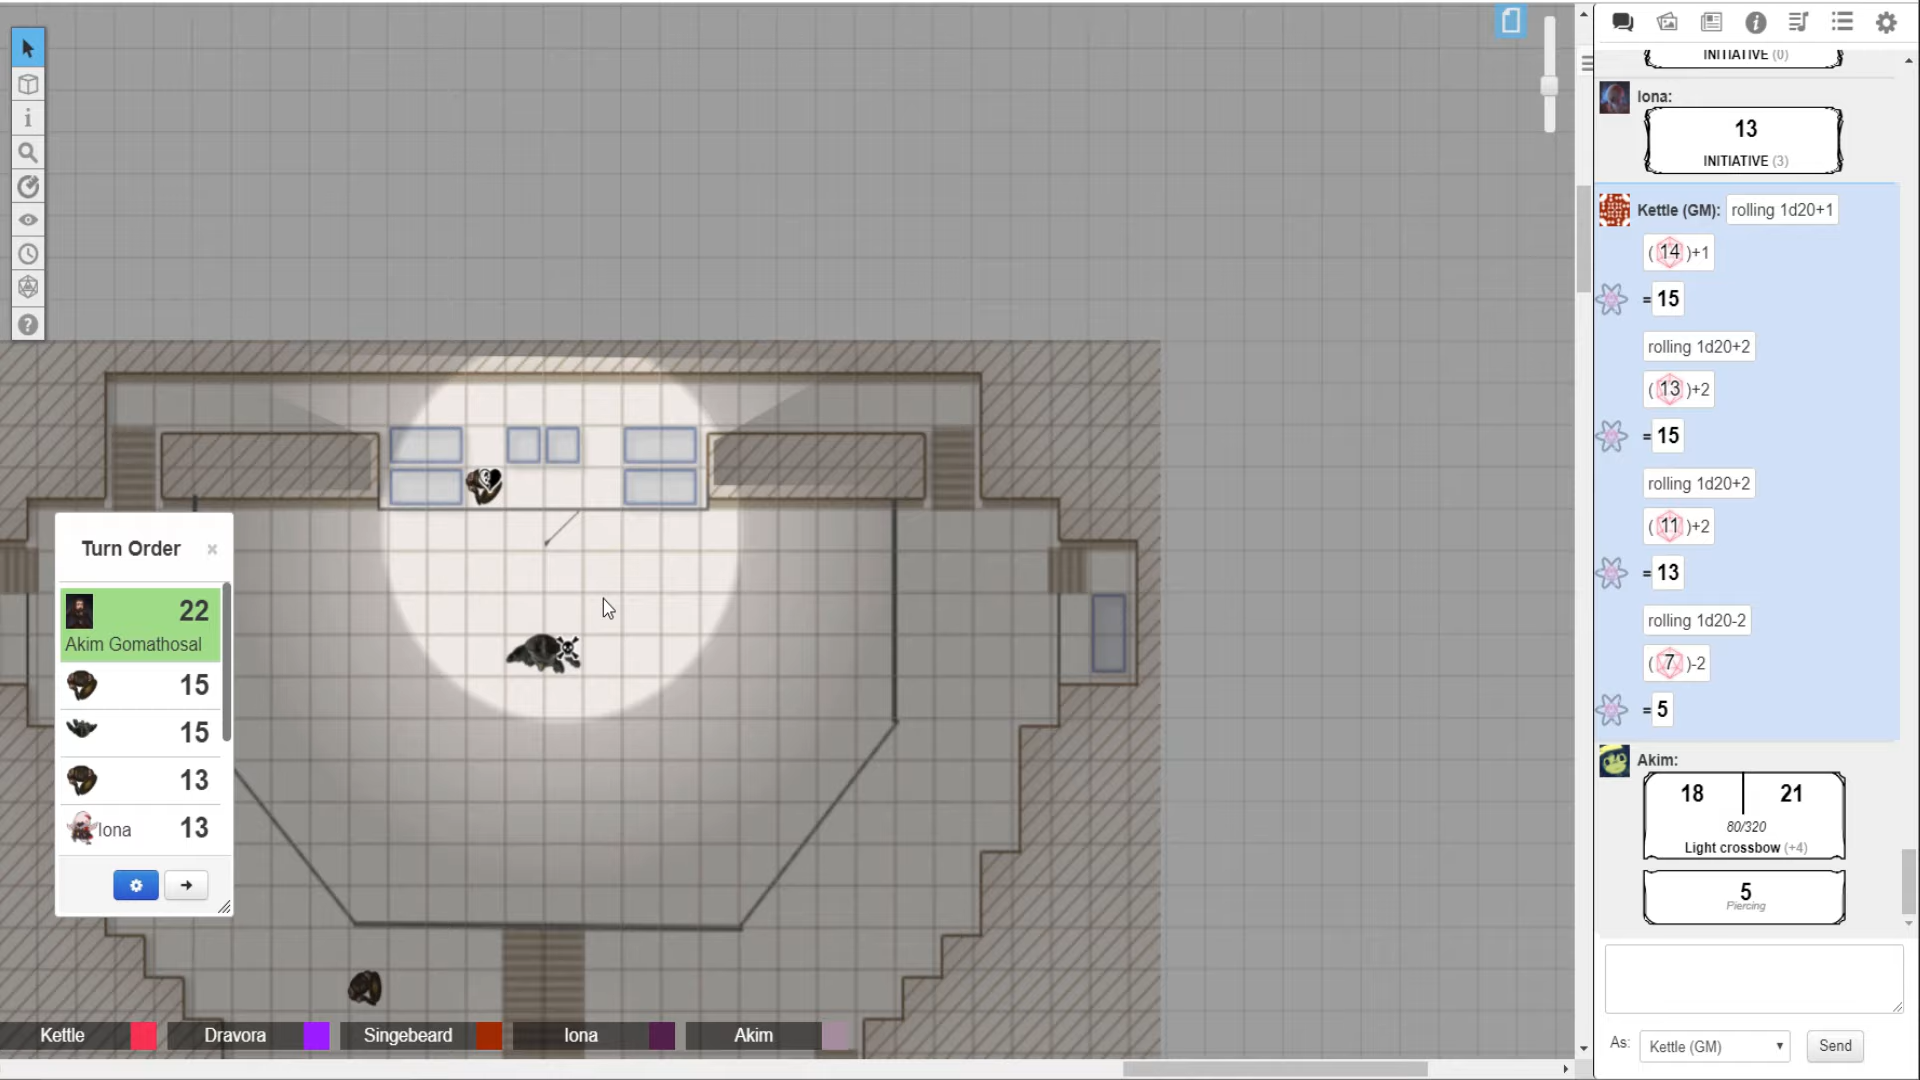 INITIATIVE (0)
Iona:
13
INITIATIVE (3)
Kettle (GM): rolling 1d20+1
(14)+1
=15
rolling 1d20+2
(13)+2
=15
rolling 1d20+2
(11)+2
=13
rolling 1d20-2
(7)-2
=5
Akim:
18 21
80/320
Light crossbow (+4)
5
Piercing
As: Kettle (GM) Send
Turn Order ×
22
Akim Gomathosal
15
15
13
Iona 13
Kettle Dravora Singebeard Iona Akim